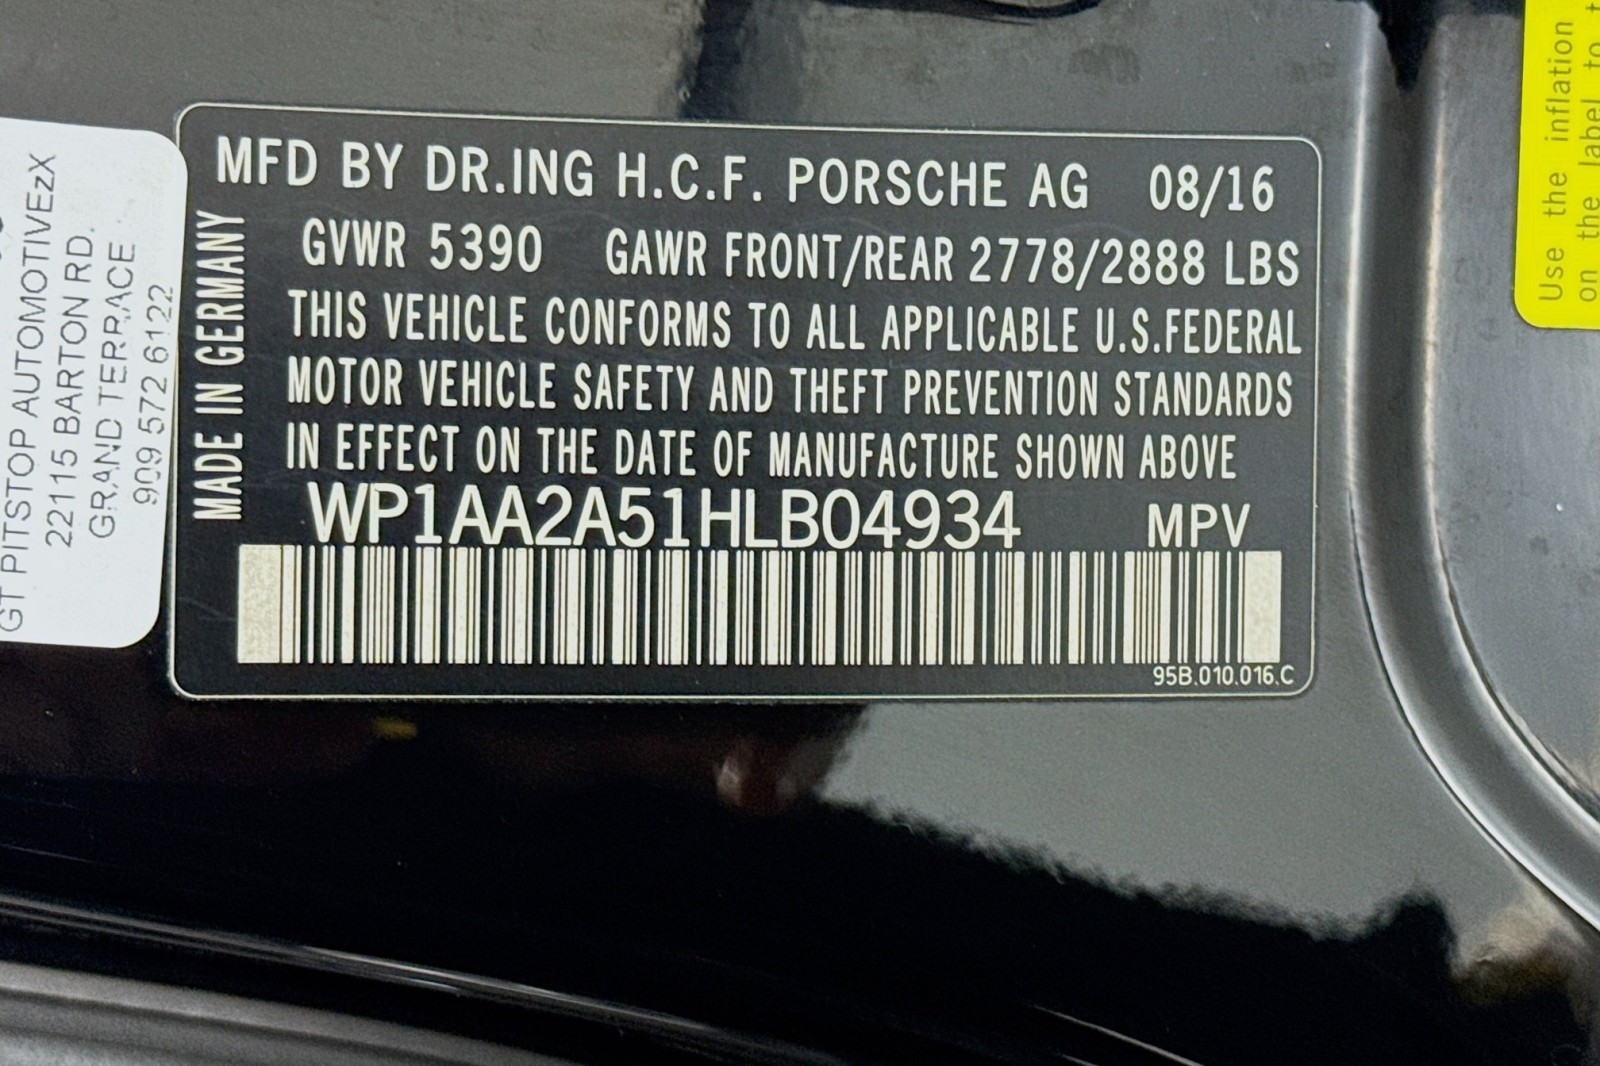 MFD BY DR.ING H.C.F. PORSCHE AG 08/16
GVWR 5390 GAWR FRONT/REAR 2778/2888 LBS
THIS VEHICLE CONFORMS TO ALL APPLICABLE U.S.FEDERAL
MOTOR VEHICLE SAFETY AND THEFT PREVENTION STANDARDS
IN EFFECT ON THE DATE OF MANUFACTURE SHOWN ABOVE
WP1AA2A51HLB04934 MPV
95B.010.016.C
MADE IN GERMANY
GT PITSTOP AUTOMOTIVEzX
22115 BARTON RD.
GRAND TERRACE
909 572 6122
Use the inflation
on the label to